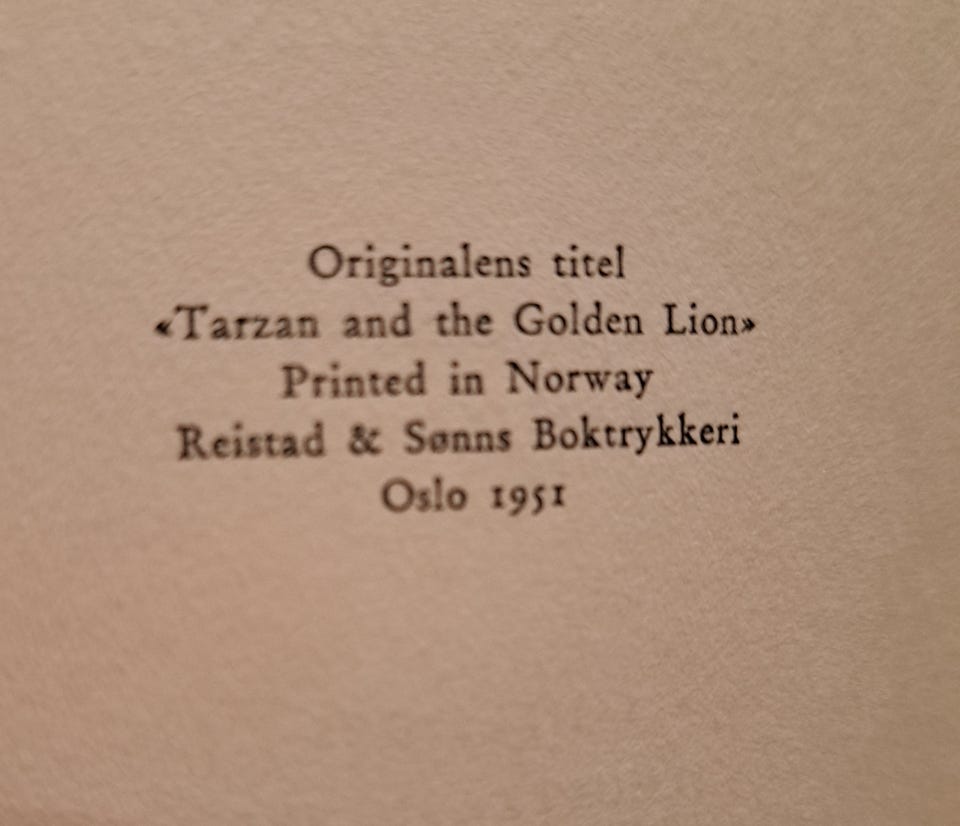 Originalens titel
«Tarzan and the Golden Lion»
Printed in Norway
Reistad & Sønns Boktrykkeri
Oslo 1951